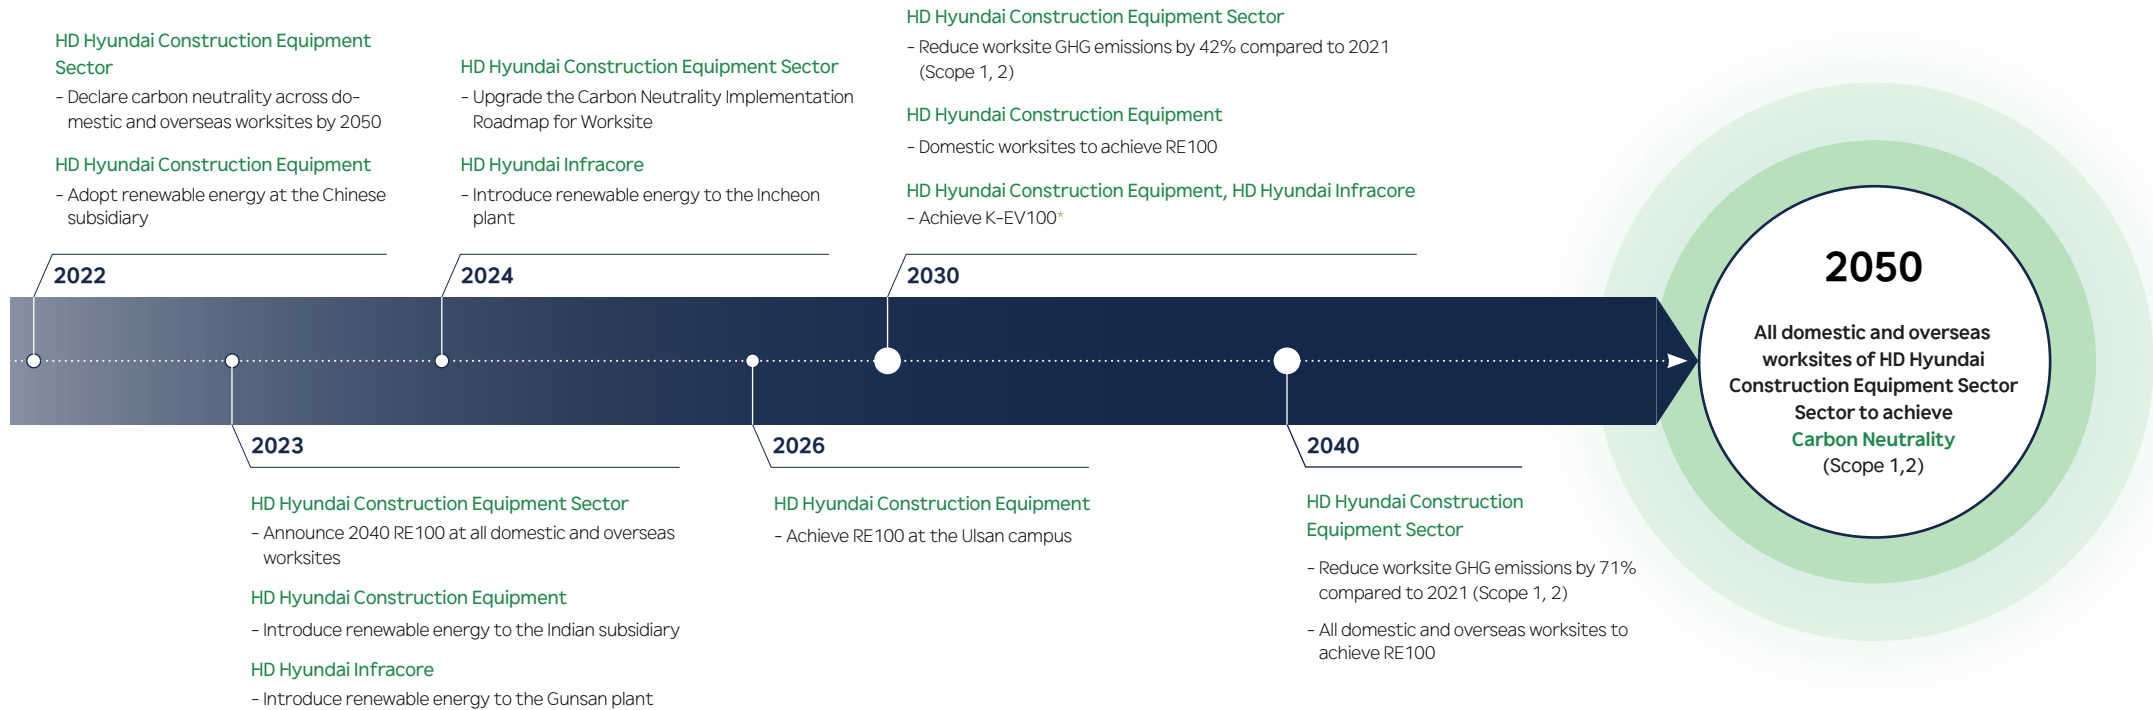 HD Hyundai Construction Equipment
Sector
- Declare carbon neutrality across do-
mestic and overseas worksites by 2050
HD Hyundai Construction Equipment
- Adopt renewable energy at the Chinese
subsidiary
2022
HD Hyundai Construction Equipment Sector
- Upgrade the Carbon Neutrality Implementation
Roadmap for Worksite
HD Hyundai Infracore
- Introduce renewable energy to the Incheon
plant
2024
HD Hyundai Construction Equipment Sector
- Reduce worksite GHG emissions by 42% compared to 2021
(Scope 1, 2)
HD Hyundai Construction Equipment
- Domestic worksites to achieve RE100
HD Hyundai Construction Equipment, HD Hyundai Infracore
- Achieve K-EV100*
2030
2023
HD Hyundai Construction Equipment Sector
- Announce 2040 RE100 at all domestic and overseas
worksites
HD Hyundai Construction Equipment
- Introduce renewable energy to the Indian subsidiary
HD Hyundai Infracore
- Introduce renewable energy to the Gunsan plant
2026
HD Hyundai Construction Equipment
- Achieve RE100 at the Ulsan campus
2040
HD Hyundai Construction
Equipment Sector
- Reduce worksite GHG emissions by 71%
compared to 2021 (Scope 1, 2)
- All domestic and overseas worksites to
achieve RE100
2050
All domestic and overseas
worksites of HD Hyundai
Construction Equipment Sector
Sector to achieve
Carbon Neutrality
(Scope 1,2)